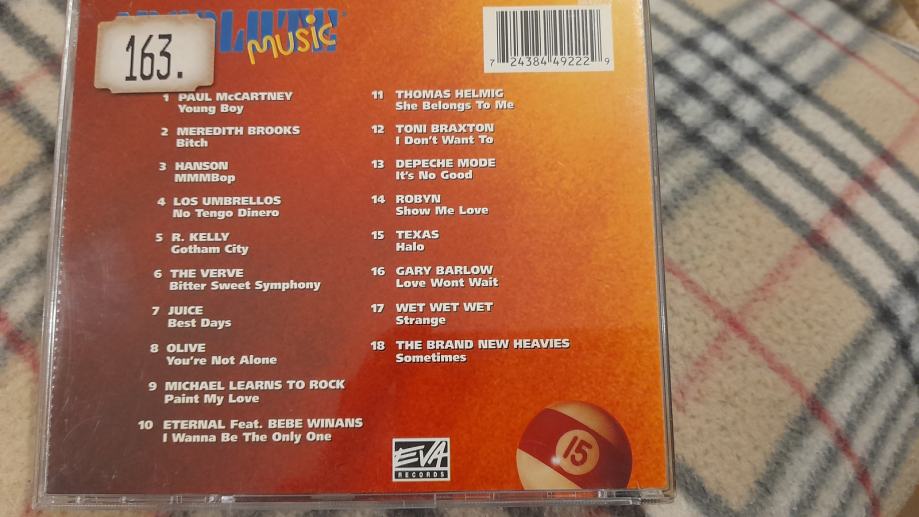 163.
MUSIC
7 24384 49222 9
1 PAUL McCARTNEY
Young Boy
2 MEREDITH BROOKS
Bitch
3 HANSON
MMMBop
4 LOS UMBRELLOS
No Tengo Dinero
5 R. KELLY
Gotham City
6 THE VERVE
Bitter Sweet Symphony
7 JUICE
Best Days
8 OLIVE
You're Not Alone
9 MICHAEL LEARNS TO ROCK
Paint My Love
10 ETERNAL Feat. BEBE WINANS
I Wanna Be The Only One
11 THOMAS HELMIG
She Belongs To Me
12 TONI BRAXTON
I Don't Want To
13 DEPECHE MODE
It's No Good
14 ROBYN
Show Me Love
15 TEXAS
Halo
16 GARY BARLOW
Love Wont Wait
17 WET WET WET
Strange
18 THE BRAND NEW HEAVIES
Sometimes
EVA
RECORDS
15